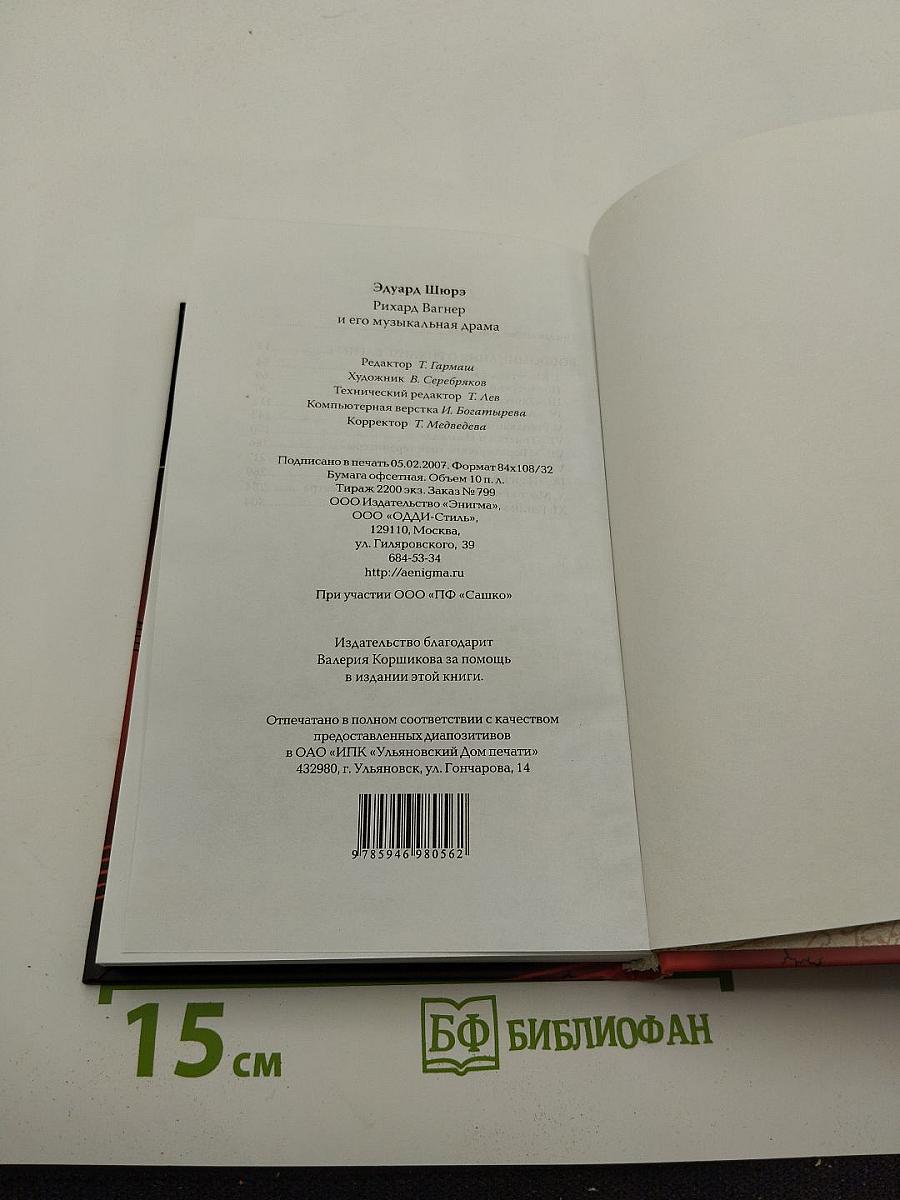 Эдуард Шюрэ
Рихард Вагнер
и его музыкальная драма
Редактор Т. Гармаш
Художник В. Серебряков
Технический редактор Т. Лев
Компьютерная верстка И. Богатырева
Корректор Т. Медведева
Подписано в печать 05.02.2007. Формат 84х108/32
Бумага офсетная. Объем 10 п. л.
Тираж 2200 экз. Заказ № 799
ООО Издательство «Энигма»,
ООО «ОДДИ-Стиль»,
129110, Москва,
ул. Гиляровского, 39
684-53-34
http://aenigma.ru
При участии ООО «ПФ «Сашко»
Издательство благодарит
Валерия Коршикова за помощь
в издании этой книги.
Отпечатано в полном соответствии с качеством
предоставленных диапозитивов
в ОАО «ИПК «Ульяновский Дом печати»
432980, г. Ульяновск, ул. Гончарова, 14
9785946980562
15 см
БФ БИБЛИОФАН